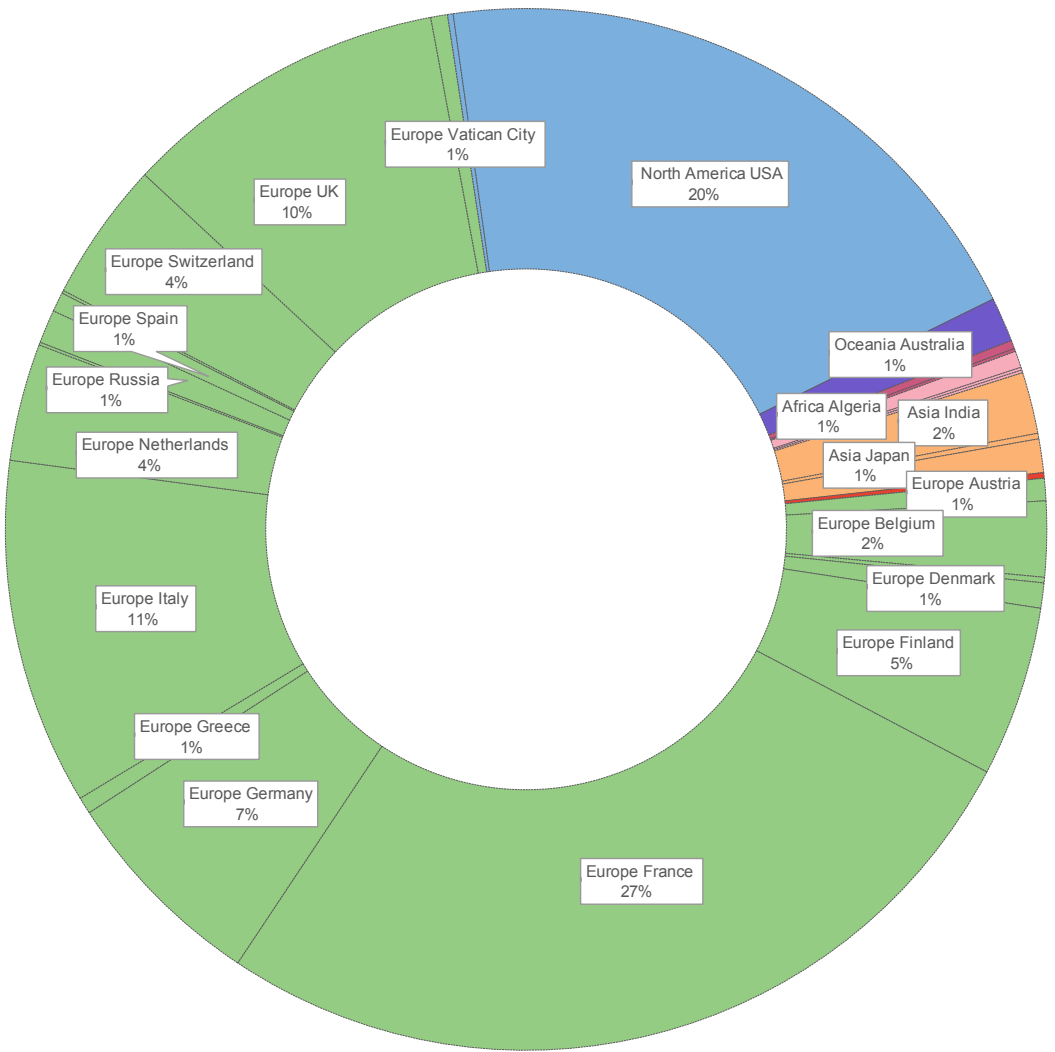 Europe Vatican City
1%
North America USA
20%
Europe UK
10%
Europe Switzerland
4%
Europe Spain
1%
Oceania Australia
1%
Europe Russia
1%
Africa Algeria
1%
Asia India
2%
Europe Netherlands
4%
Asia Japan
1%
Europe Austria
1%
Europe Belgium
2%
Europe Denmark
1%
Europe Italy
11%
Europe Finland
5%
Europe Greece
1%
Europe Germany
7%
Europe France
27%